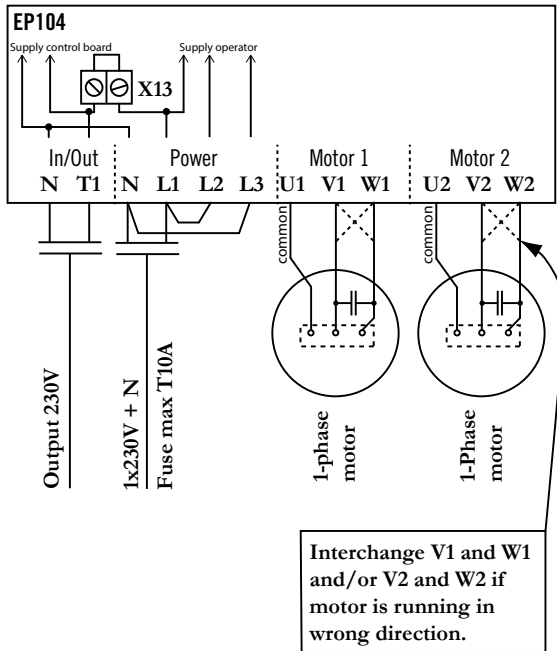 EP104
Supply control board
Supply operator
X13
In/Out
Power
Motor 1
Motor 2
N T1 N L1 L2 L3 U1 V1 W1 U2 V2 W2
common
common
Output 230V
1x230V + N
Fuse max T10A
1-phase
motor
1-Phase
motor
Interchange V1 and W1
and/or V2 and W2 if
motor is running in
wrong direction.